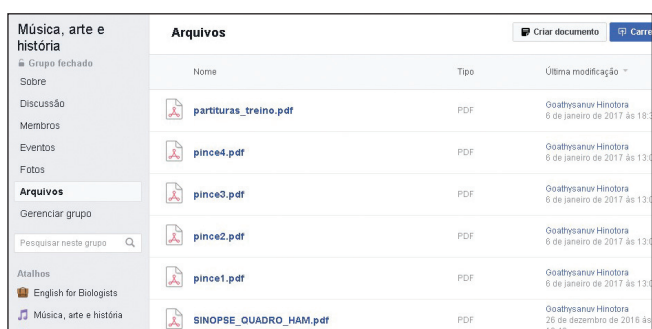 Música, arte e
história
Grupo fechado
Sobre
Discussão
Membros
Eventos
Fotos
Arquivos
Gerenciar grupo
Pesquisar neste grupo
Atalhos
English for Biologists
Música, arte e história
Arquivos
Criar documento
Nome Tipo Última modificação
partituras_treino.pdf PDF Goathysanuv Hinotora
6 de janeiro de 2017 às
pince4.pdf PDF Goathysanuv Hinotora
6 de janeiro de 2017 às
pince3.pdf PDF Goathysanuv Hinotora
6 de janeiro de 2017 às
pince2.pdf PDF Goathysanuv Hinotora
6 de janeiro de 2017 às
pince1.pdf PDF Goathysanuv Hinotora
6 de janeiro de 2017 às
SINOPSE_QUADRO_HAM.pdf PDF Goathysanuv Hinotora
26 de dezembro de 2016 às